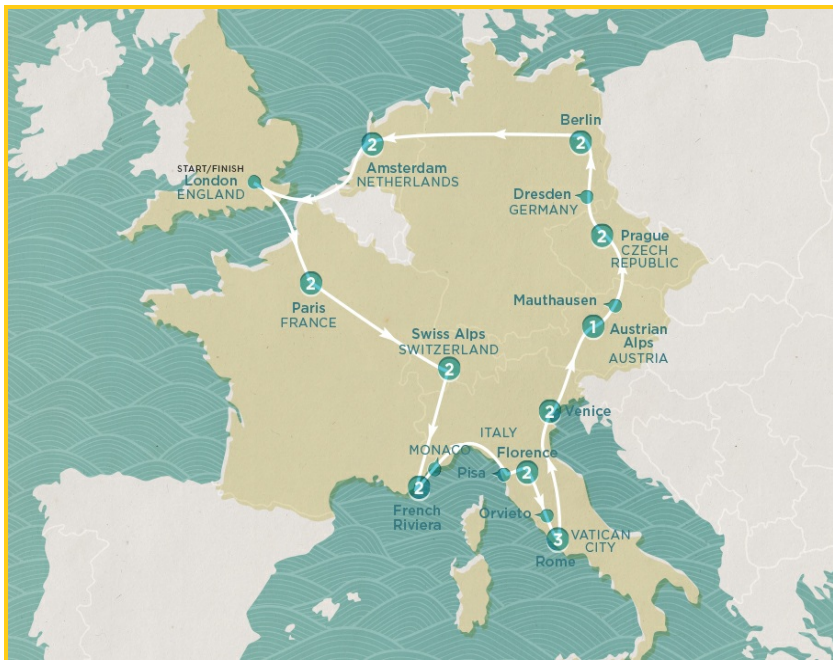 Berlin
2
2
Amsterdam
NETHERLANDS
START/FINISH
London
ENGLAND
Dresden
GERMANY
2
Prague
CZECH
REPUBLIC
2
Paris
FRANCE
Mauthausen
1
Austrian
Alps
AUSTRIA
Swiss Alps
SWITZERLAND
2
2
Venice
ITALY
MONACO
Florence
Pisa
2
2
French
Riviera
Orvieto
3
VATICAN
CITY
Rome